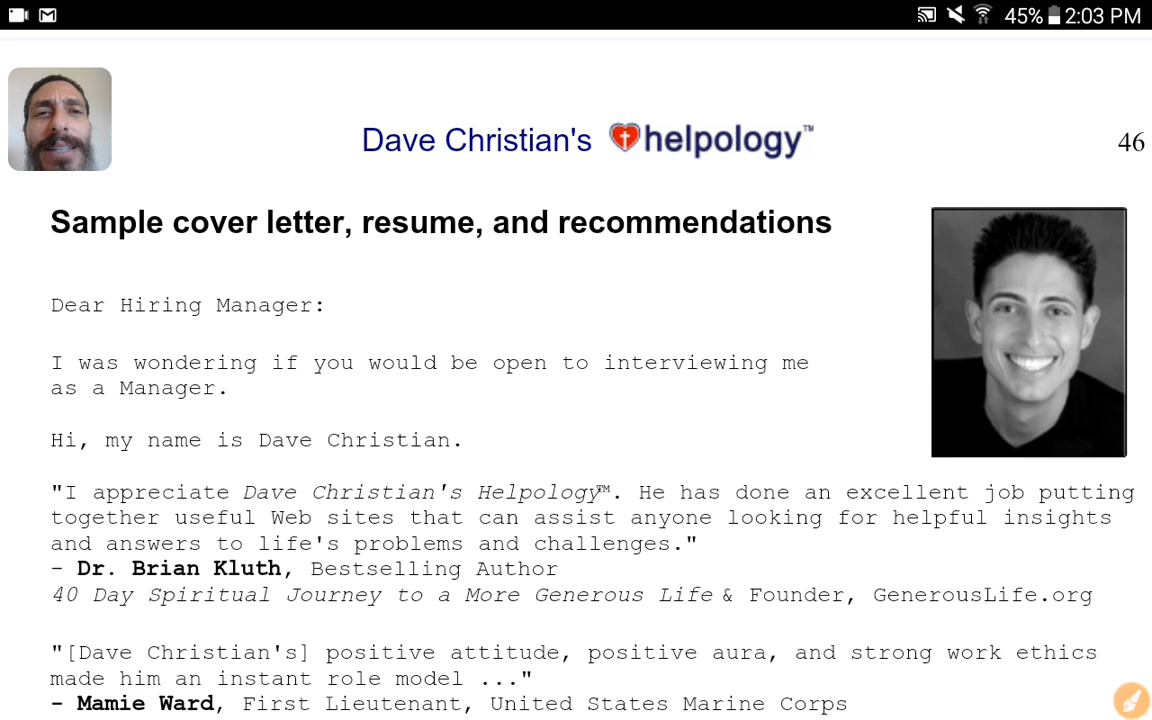 45% 2:03 PM
Dave Christian's helpology™
46
Sample cover letter, resume, and recommendations
Dear Hiring Manager:
I was wondering if you would be open to interviewing me
as a Manager.
Hi, my name is Dave Christian.
"I appreciate Dave Christian's Helpology™. He has done an excellent job putting
together useful Web sites that can assist anyone looking for helpful insights
and answers to life's problems and challenges."
- Dr. Brian Kluth, Bestselling Author
40 Day Spiritual Journey to a More Generous Life & Founder, GenerousLife.org
"[Dave Christian's] positive attitude, positive aura, and strong work ethics
made him an instant role model ..."
- Mamie Ward, First Lieutenant, United States Marine Corps